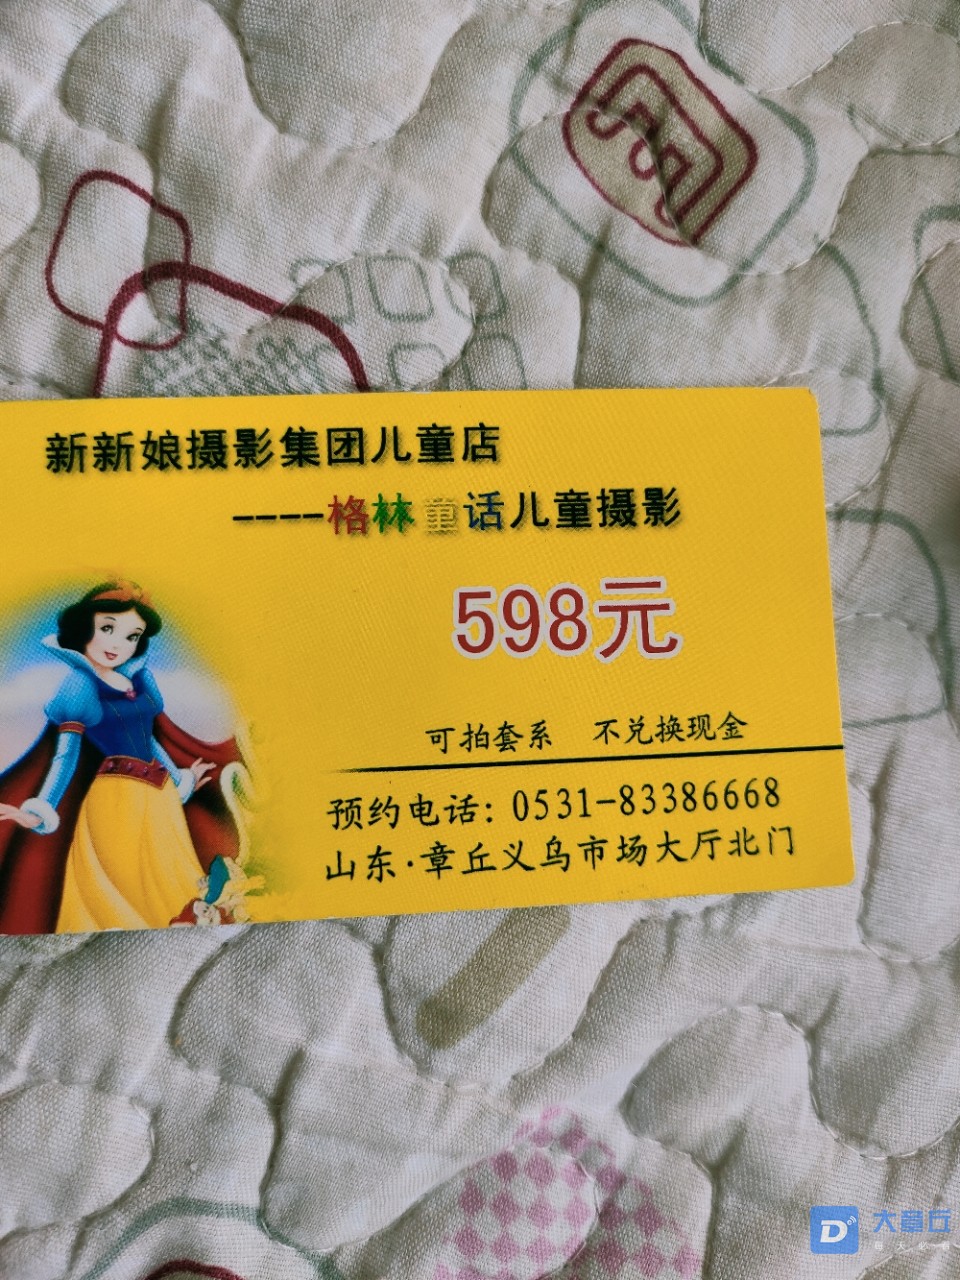 新新娘摄影集团儿童店
----格林童话儿童摄影
598元
可拍套系 不兑换现金
预约电话: 0531-83386668
山东·章丘义乌市场大厅北门
大章丘